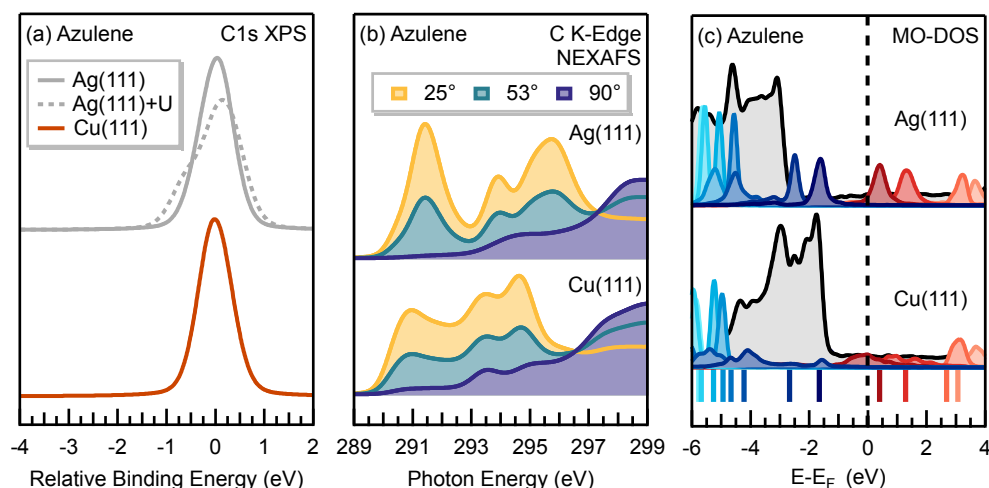 (a) Azulene C1s XPS
Ag(111)
Ag(111)+U
Cu(111)
-4 -3 -2 -1 0 1 2
Relative Binding Energy (eV)
(b) Azulene C K-Edge
NEXAFS
25° 53° 90°
Ag(111)
Cu(111)
289 291 293 295 297 299
Photon Energy (eV)
(c) Azulene MO-DOS
Ag(111)
Cu(111)
-6 -4 -2 0 2 4
E-EF (eV)